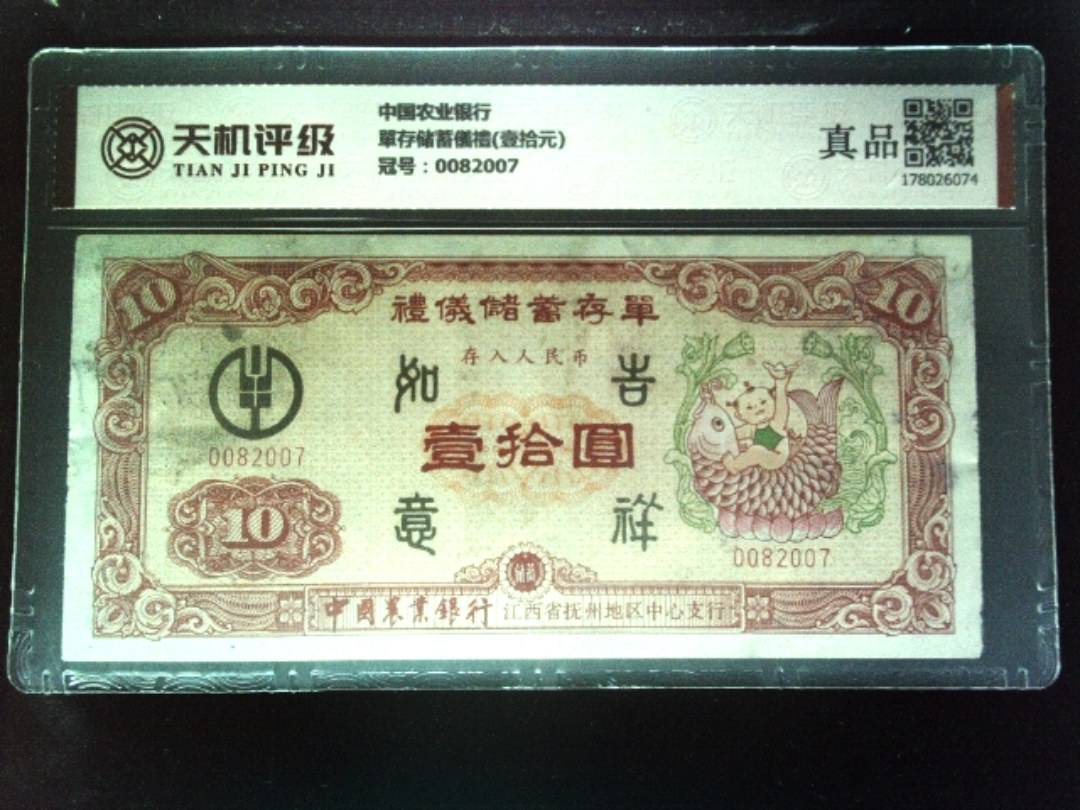 天机评级
TIAN JI PING JI
中国农业银行
單存储蓄儀禮(壹拾元)
冠号：0082007
真品
178026074
10
10
禮儀儲蓄存單
存入人民币
如 吉
壹拾圓
意 祥
0082007
10
0082007
儲蓄
中國農業銀行 江西省抚州地区中心支行